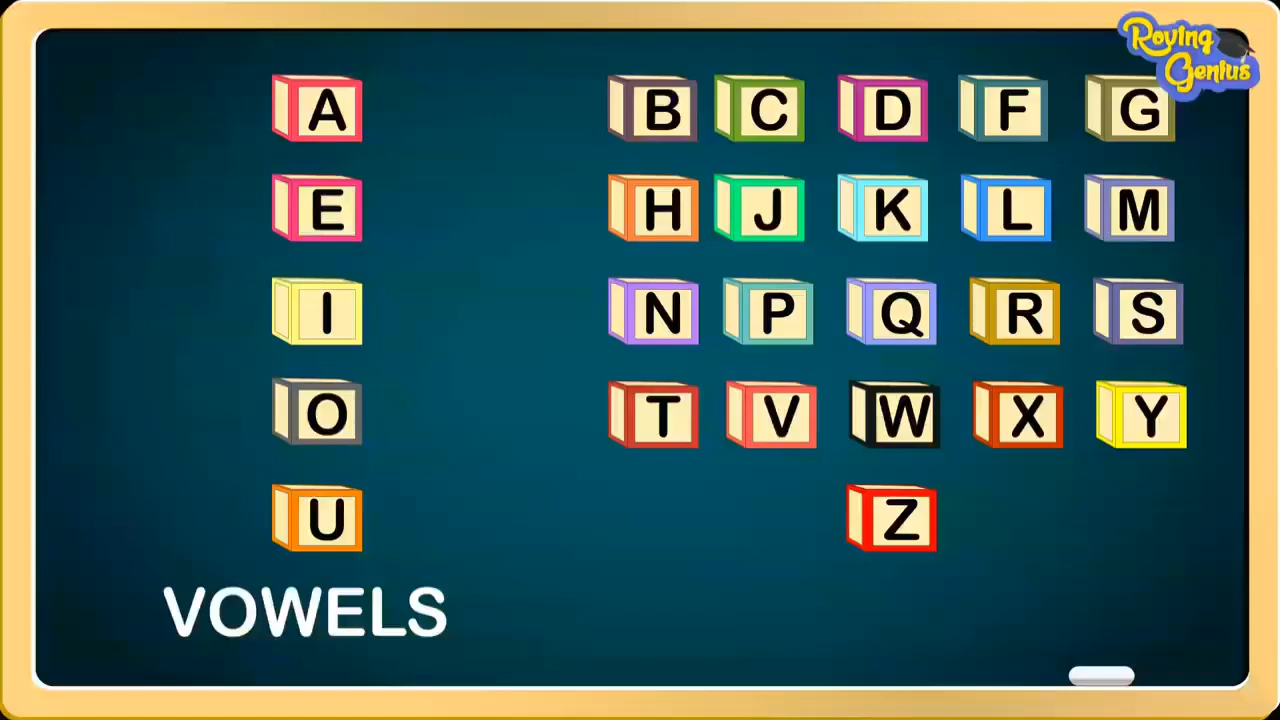 Roving
Genius
A B C D F G
E H J K L M
I N P Q R S
O T V W X Y
U Z
VOWELS